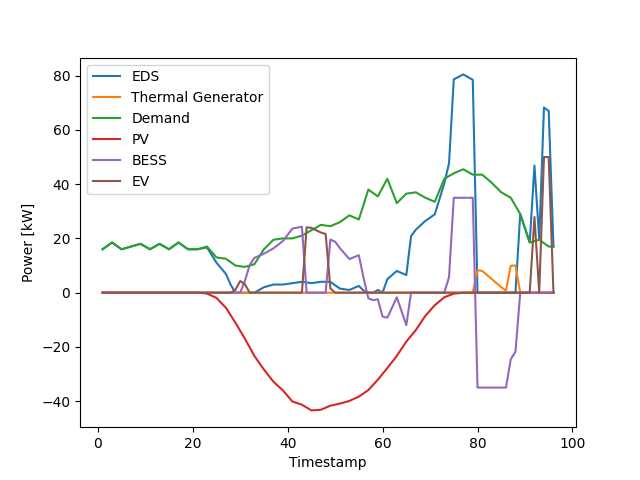 EDS
Thermal Generator
Demand
PV
BESS
EV
80
60
40
20
0
−20
−40
Power [kW]
0 20 40 60 80 100
Timestamp